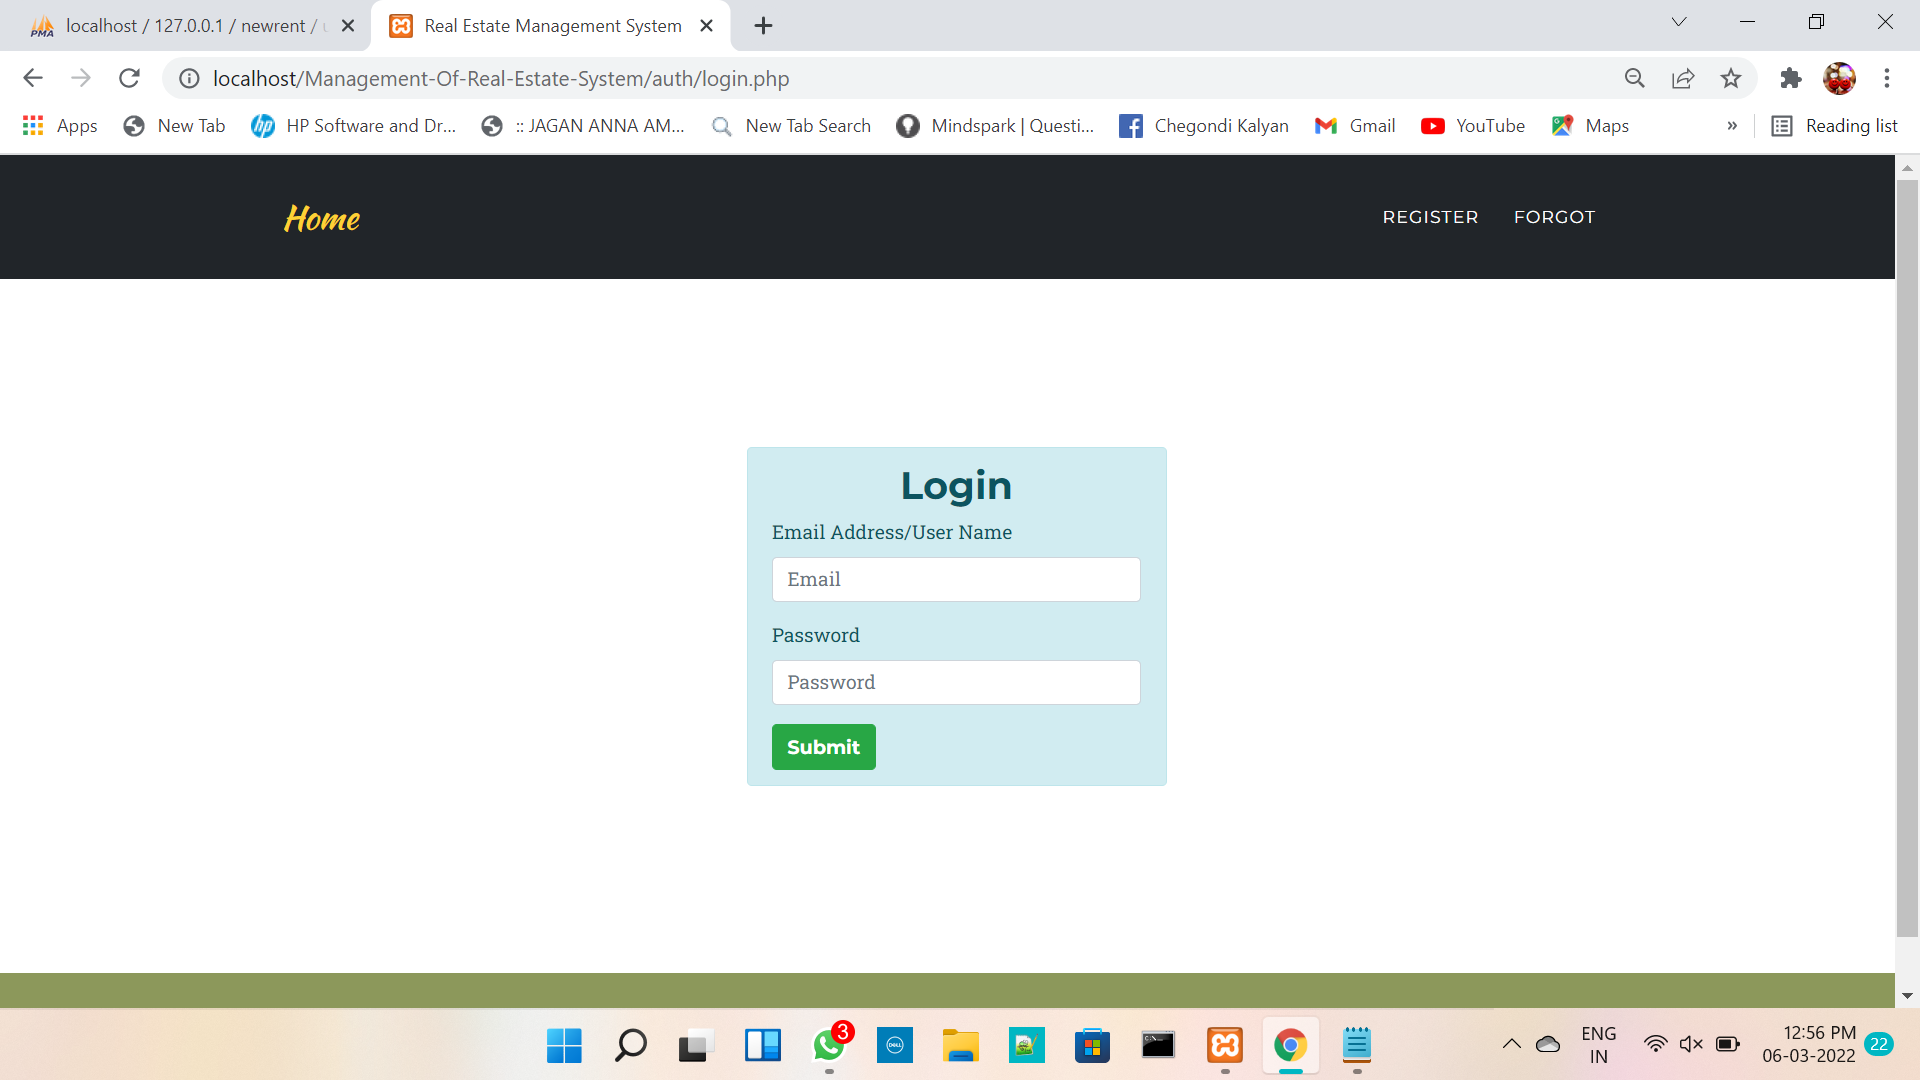 PMA localhost / 127.0.0.1 / newrent /
Real Estate Management System
localhost/Management-Of-Real-Estate-System/auth/login.php
Apps New Tab HP Software and Dr... :: JAGAN ANNA AM... New Tab Search Mindspark | Questi... Chegondi Kalyan Gmail YouTube Maps » Reading list
Home REGISTER FORGOT
Login
Email Address/User Name
Email
Password
Password
Submit
3
DELL
ENG
IN
12:56 PM
06-03-2022
22